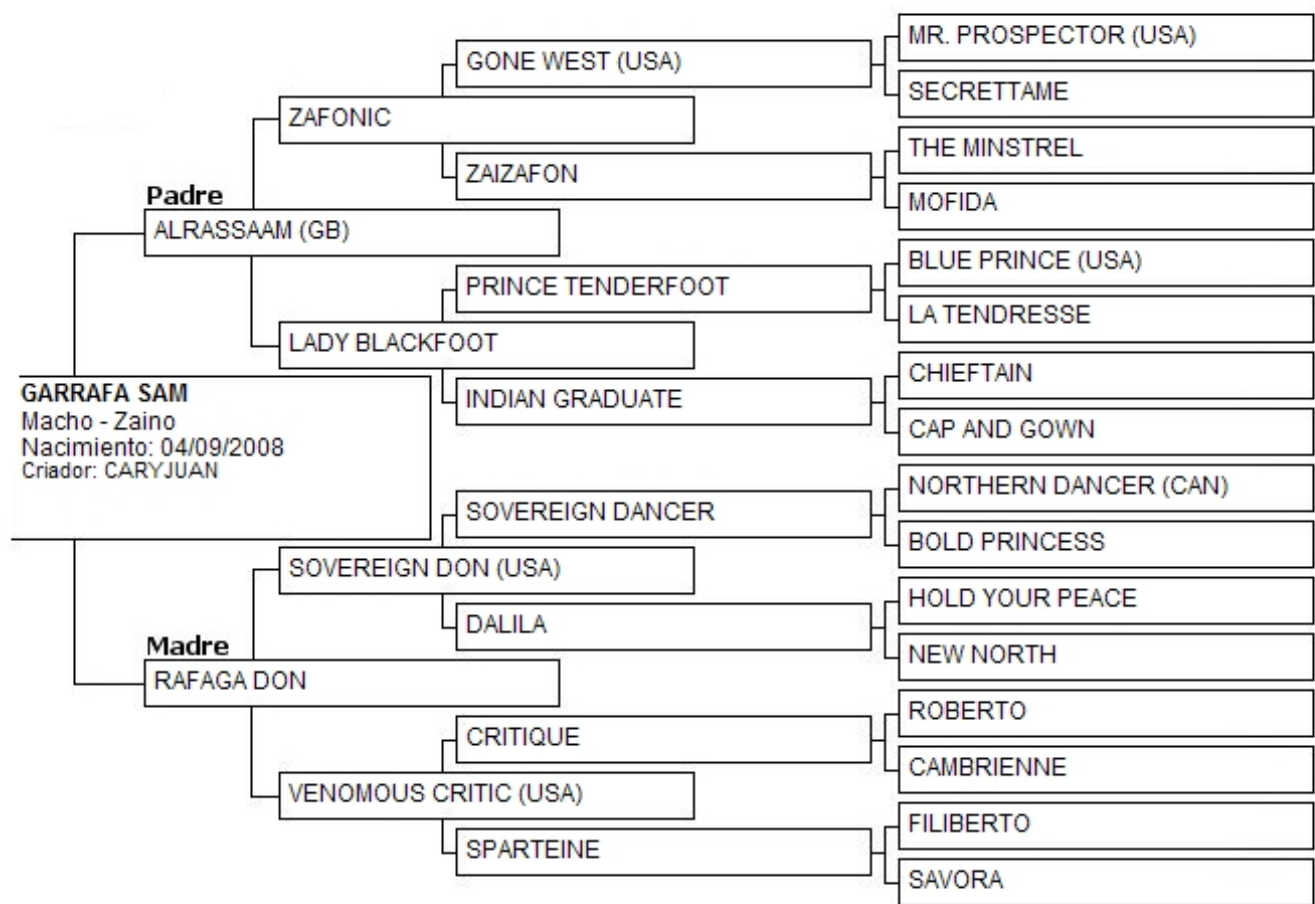 MR. PROSPECTOR (USA)
GONE WEST (USA)
SECRETTAME
ZAFONIC
THE MINSTREL
ZAIZAFON
MOFIDA
Padre
ALRASSAAM (GB)
BLUE PRINCE (USA)
PRINCE TENDERFOOT
LA TENDRESSE
LADY BLACKFOOT
CHIEFTAIN
INDIAN GRADUATE
CAP AND GOWN
GARRAFA SAM
Macho - Zaino
Nacimiento: 04/09/2008
Criador: CARYJUAN
NORTHERN DANCER (CAN)
SOVEREIGN DANCER
BOLD PRINCESS
SOVEREIGN DON (USA)
HOLD YOUR PEACE
DALILA
NEW NORTH
Madre
RAFAGA DON
ROBERTO
CRITIQUE
CAMBRIENNE
VENOMOUS CRITIC (USA)
FILIBERTO
SPARTEINE
SAVORA